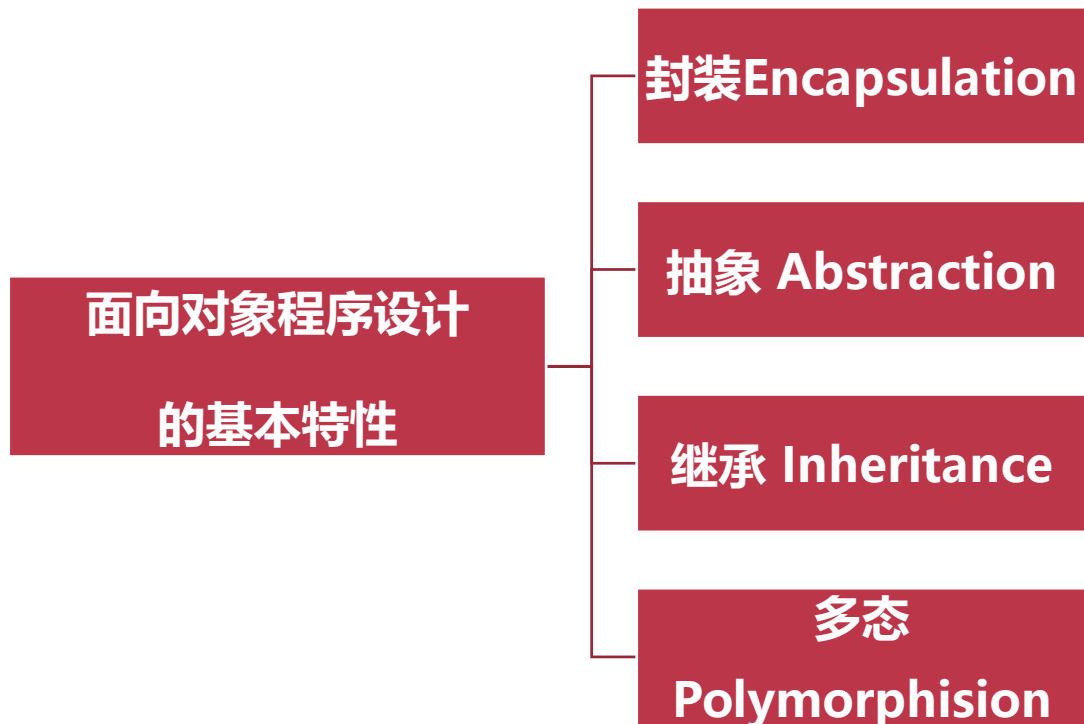 封装Encapsulation
抽象 Abstraction
面向对象程序设计
的基本特性
继承 Inheritance
多态
Polymorphision